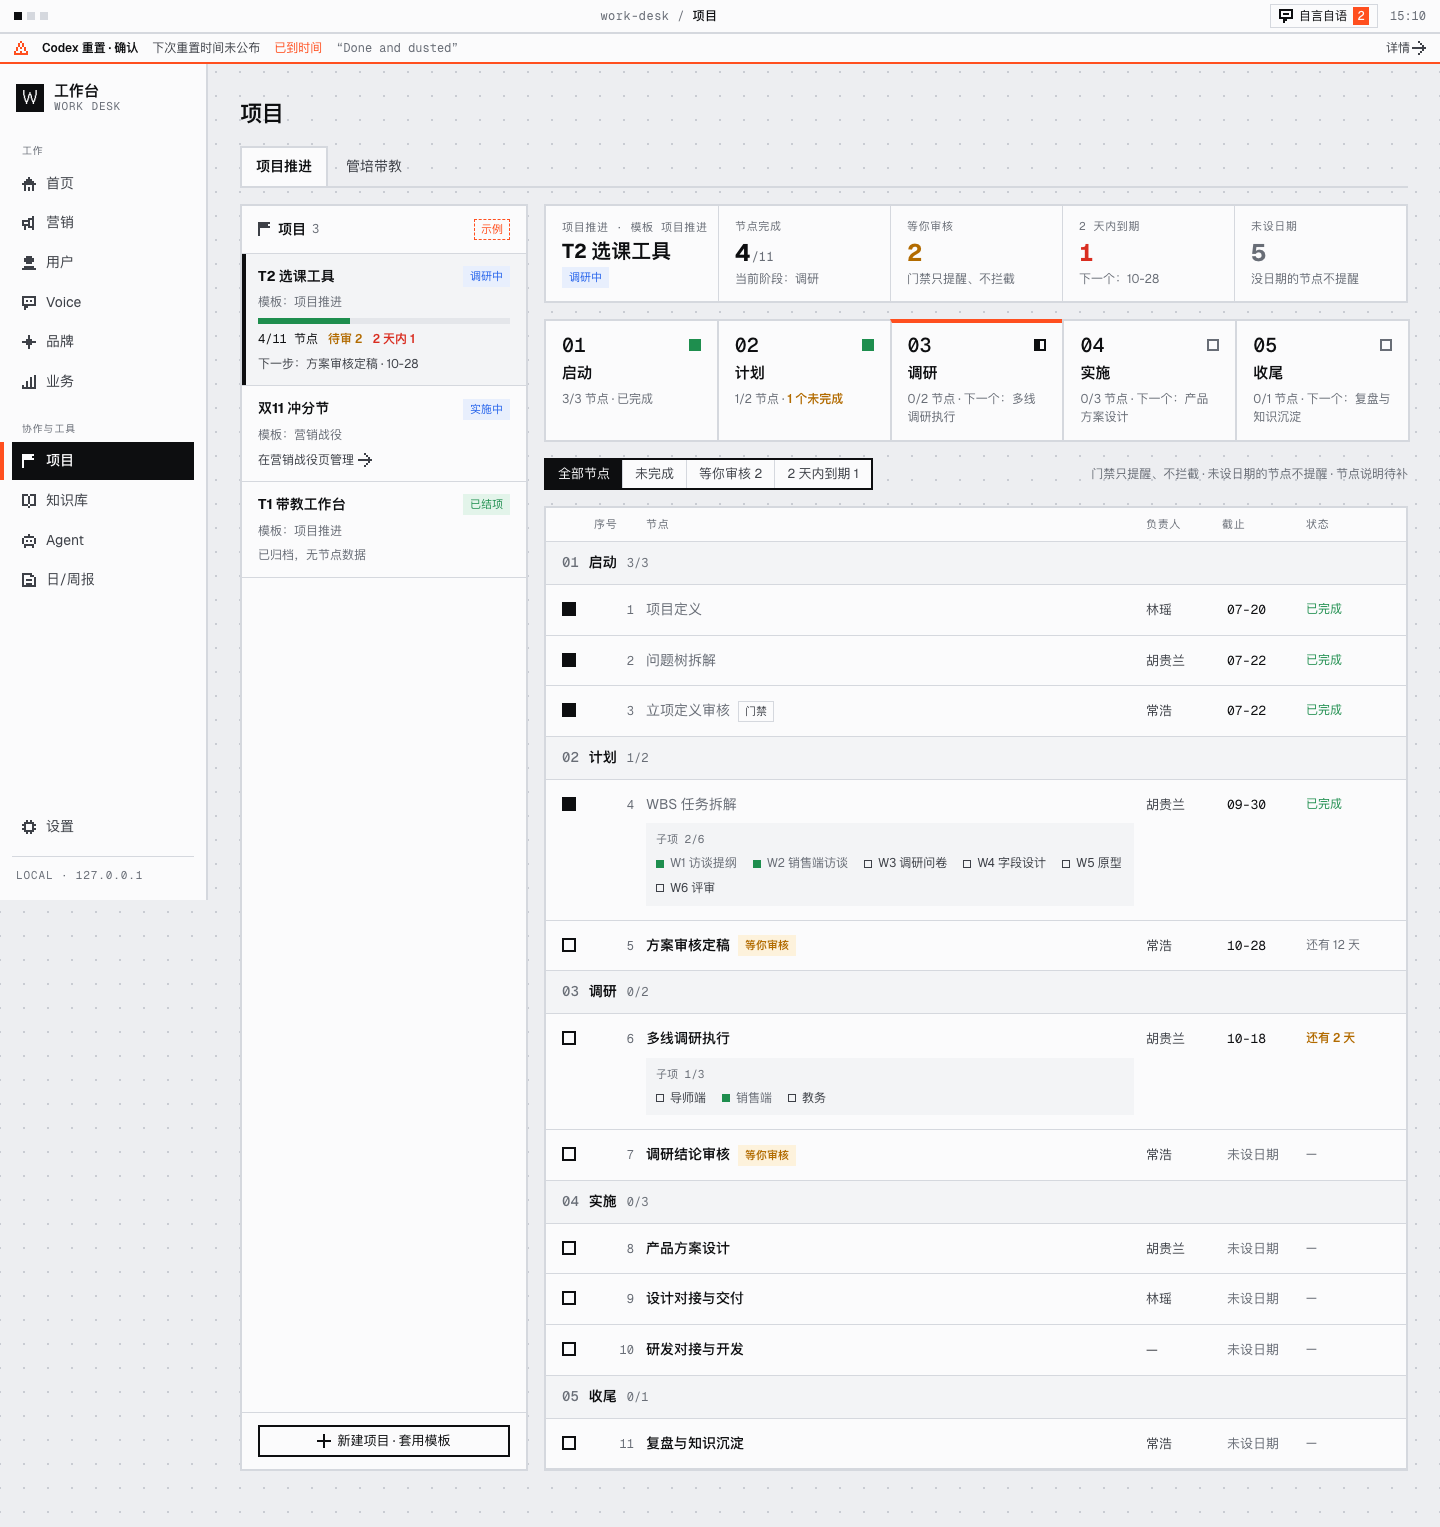 work-desk / 项目
自言自语 2
15:10
Codex 重置 · 确认 下次重置时间未公布 已到时间 “Done and dusted”
详情
W
工作台
WORK DESK
工作
首页
营销
用户
Voice
品牌
业务
协作与工具
项目
知识库
Agent
日/周报
设置
LOCAL · 127.0.0.1
项目
项目推进 管培带教
项目 3 示例
T2 选课工具 调研中
模板：项目推进
4/11 节点 待审 2 2 天内 1
下一步：方案审核定稿 · 10-28
双11 冲分节 实施中
模板：营销战役
在营销战役页管理
T1 带教工作台 已结项
模板：项目推进
已归档，无节点数据
新建项目 · 套用模板
项目推进 · 模板 项目推进
T2 选课工具
调研中
节点完成
4/11
当前阶段：调研
等你审核
2
门禁只提醒、不拦截
2 天内到期
1
下一个：10-28
未设日期
5
没日期的节点不提醒
01
启动
3/3 节点 · 已完成
02
计划
1/2 节点 · 1 个未完成
03
调研
0/2 节点 · 下一个：多线
调研执行
04
实施
0/3 节点 · 下一个：产品
方案设计
05
收尾
0/1 节点 · 下一个：复盘与
知识沉淀
全部节点 未完成 等你审核 2 2 天内到期 1
门禁只提醒、不拦截 · 未设日期的节点不提醒 · 节点说明待补
序号 节点 负责人 截止 状态
01 启动 3/3
1 项目定义 林瑶 07-20 已完成
2 问题树拆解 胡贵兰 07-22 已完成
3 立项定义审核 门禁 常浩 07-22 已完成
02 计划 1/2
4 WBS 任务拆解 胡贵兰 09-30 已完成
子项 2/6
W1 访谈提纲 W2 销售端访谈 W3 调研问卷 W4 字段设计 W5 原型
W6 评审
5 方案审核定稿 等你审核 常浩 10-28 还有 12 天
03 调研 0/2
6 多线调研执行 胡贵兰 10-18 还有 2 天
子项 1/3
导师端 销售端 教务
7 调研结论审核 等你审核 常浩 未设日期 —
04 实施 0/3
8 产品方案设计 胡贵兰 未设日期 —
9 设计对接与交付 林瑶 未设日期 —
10 研发对接与开发 — 未设日期 —
05 收尾 0/1
11 复盘与知识沉淀 常浩 未设日期 —